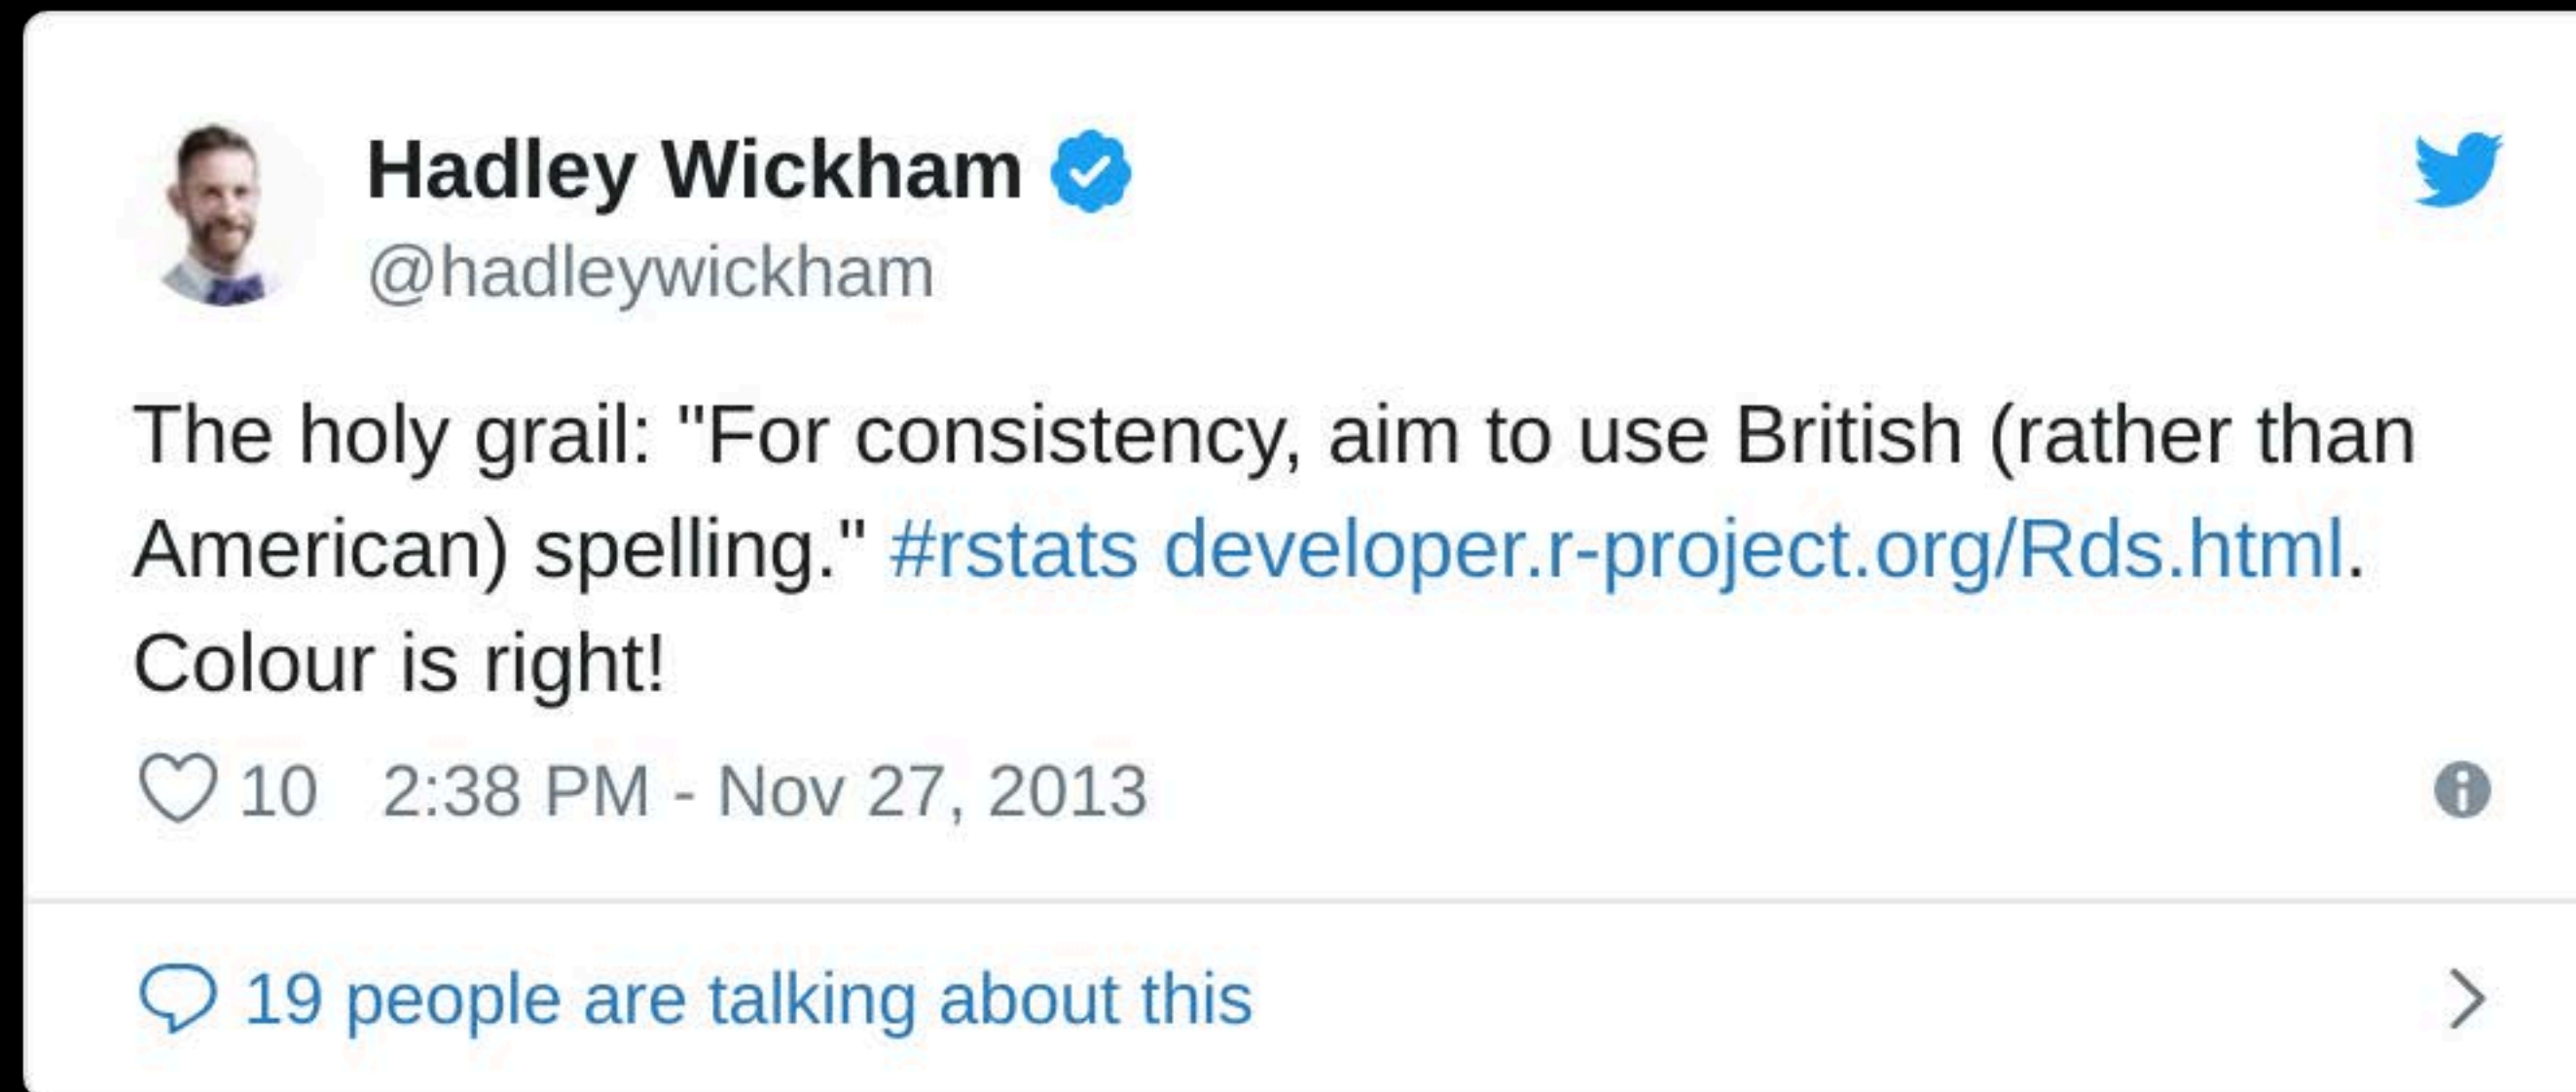 Hadley Wickham
@hadleywickham
The holy grail: "For consistency, aim to use British (rather than
American) spelling." #rstats developer.r-project.org/Rds.html.
Colour is right!
10 2:38 PM - Nov 27, 2013
19 people are talking about this